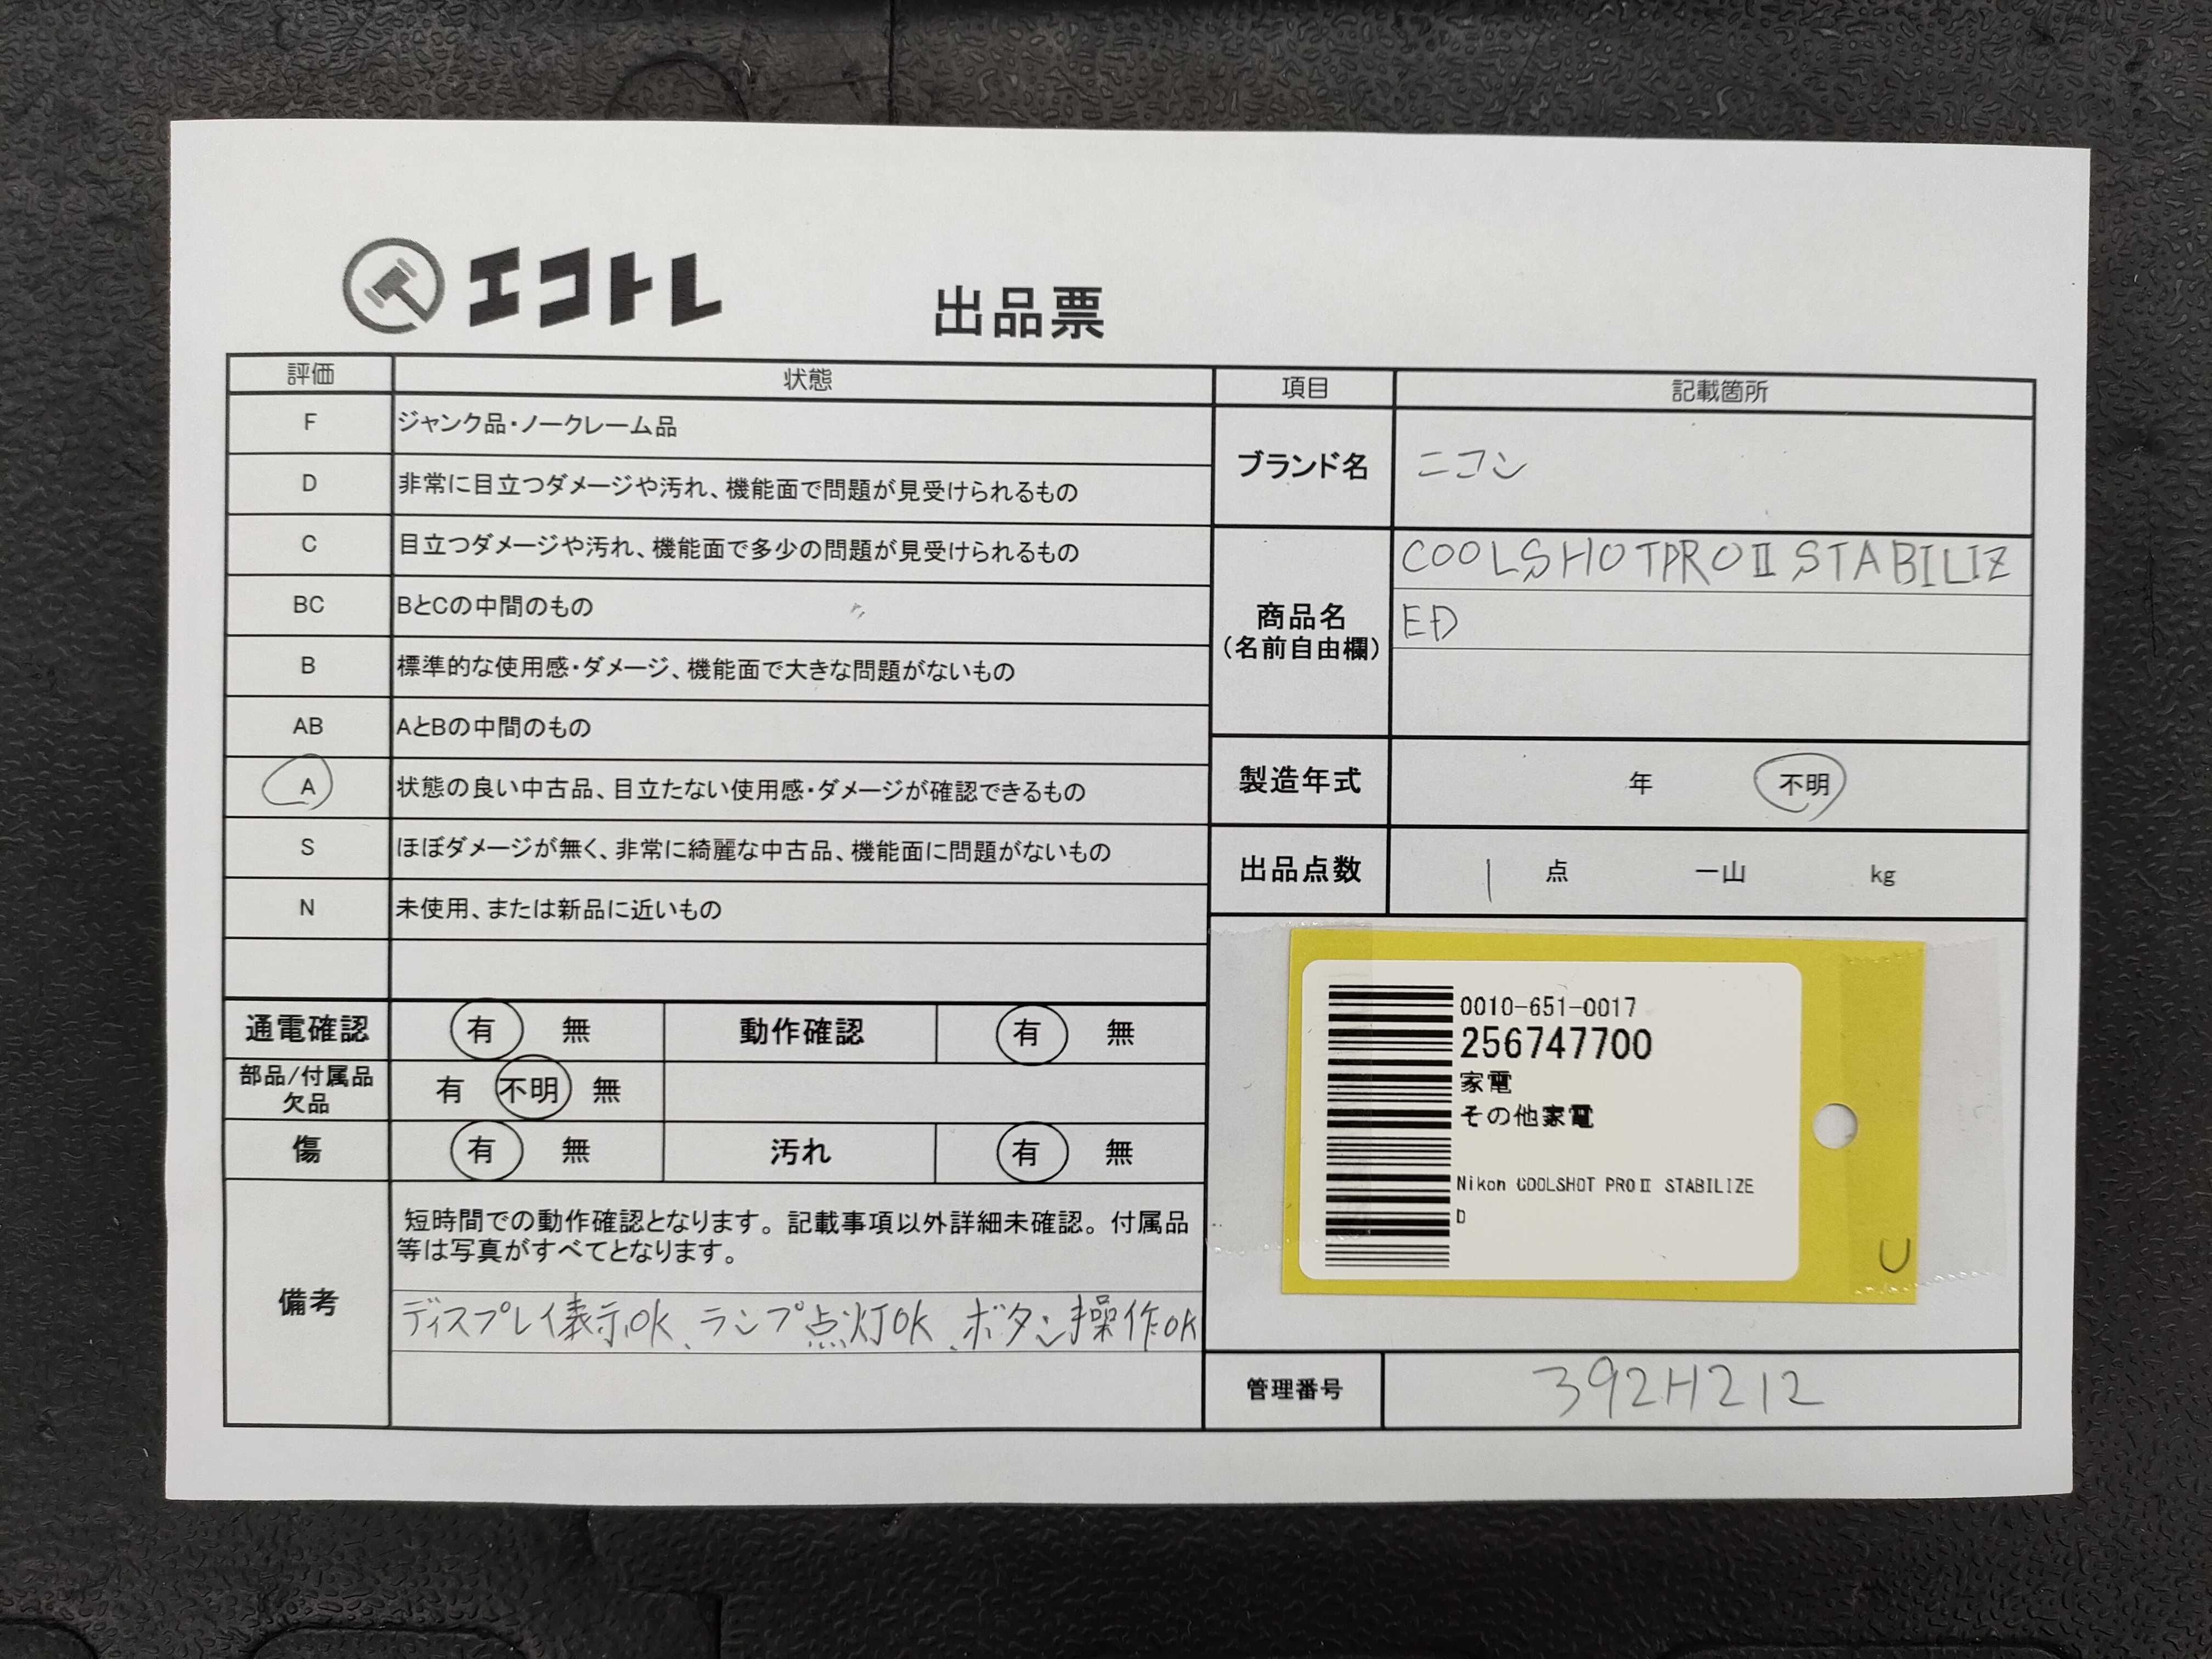 エコトレ
出品票
評価 状態
F ジャンク品・ノークレーム品
D 非常に目立つダメージや汚れ、機能面で問題が見受けられるもの
C 目立つダメージや汚れ、機能面で多少の問題が見受けられるもの
BC BとCの中間のもの
B 標準的な使用感・ダメージ、機能面で大きな問題がないもの
AB AとBの中間のもの
A 状態の良い中古品、目立たない使用感・ダメージが確認できるもの
S ほぼダメージが無く、非常に綺麗な中古品、機能面に問題がないもの
N 未使用、または新品に近いもの
通電確認 有 無 動作確認 有 無
部品/付属品
欠品
有 不明 無
傷 有 無 汚れ 有 無
備考
短時間での動作確認となります。記載事項以外詳細未確認。付属品
等は写真がすべてとなります。
ディスプレイ表示OK、ランプ点灯OK、ボタン操作OK
項目 記載箇所
ブランド名 ニコン
商品名
(名前自由欄)
COOLSHOTPROⅡSTABILIZ
ED
製造年式 年 不明
出品点数 1 点 一山 kg
0010-651-0017
256747700
家電
その他家電
Nikon COOLSHOT PROⅡ STABILIZE
D
U
管理番号 392H212